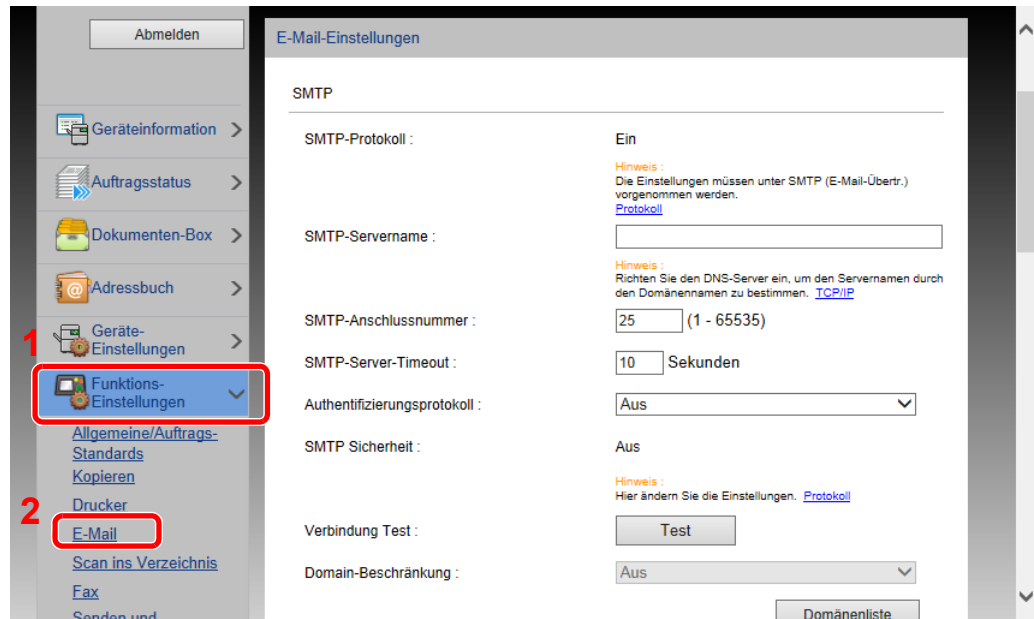 Abmelden
Geräteinformation
Auftragsstatus
Dokumenten-Box
Adressbuch
1
Geräte-
Einstellungen
Funktions-
Einstellungen
Allgemeine/Auftrags-
Standards
Kopieren
Drucker
2
E-Mail
Scan ins Verzeichnis
Fax
Senden und
E-Mail-Einstellungen
SMTP
SMTP-Protokoll :
Ein
Hinweis :
Die Einstellungen müssen unter SMTP (E-Mail-Übertr.)
vorgenommen werden.
Protokoll
SMTP-Servername :
Hinweis :
Richten Sie den DNS-Server ein, um den Servernamen durch
den Domänennamen zu bestimmen. TCP/IP
SMTP-Anschlussnummer :
25 (1 - 65535)
SMTP-Server-Timeout :
10 Sekunden
Authentifizierungsprotokoll :
Aus
SMTP Sicherheit :
Aus
Hinweis :
Hier ändern Sie die Einstellungen. Protokoll
Verbindung Test :
Test
Domain-Beschränkung :
Aus
Domänenliste